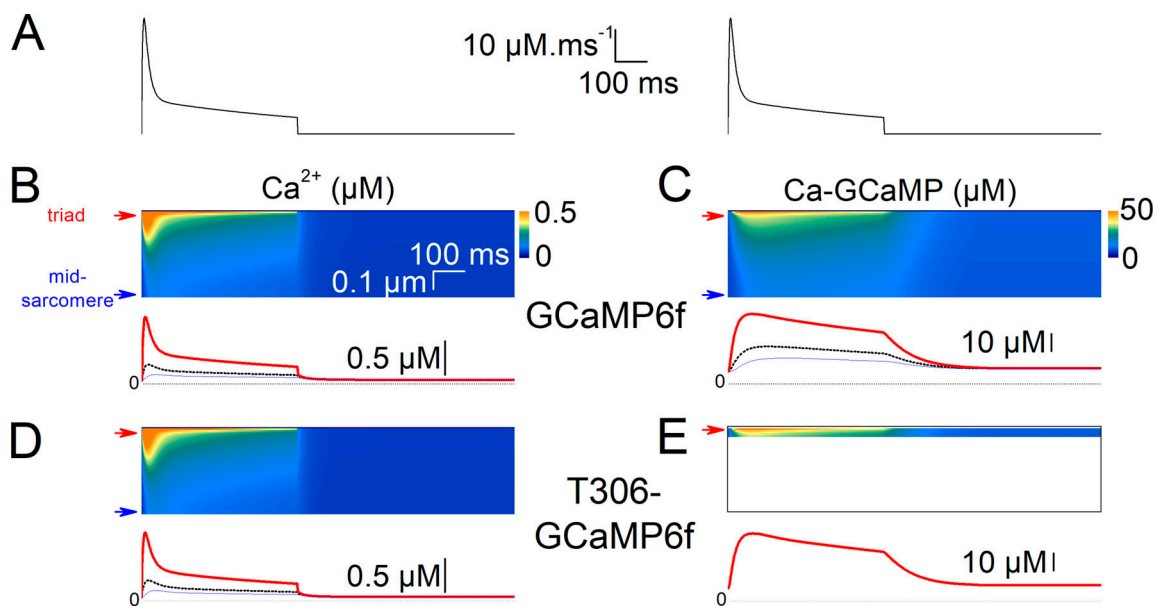 A
10 µM.ms⁻¹
100 ms
B
Ca²⁺ (µM)
C
Ca-GCaMP (µM)
triad
0.5
0
50
0
100 ms
0.1 µm
mid-
sarcomere
GCaMP6f
0.5 µM
10 µM
0
0
D
E
T306-
GCaMP6f
0.5 µM
10 µM
0
0